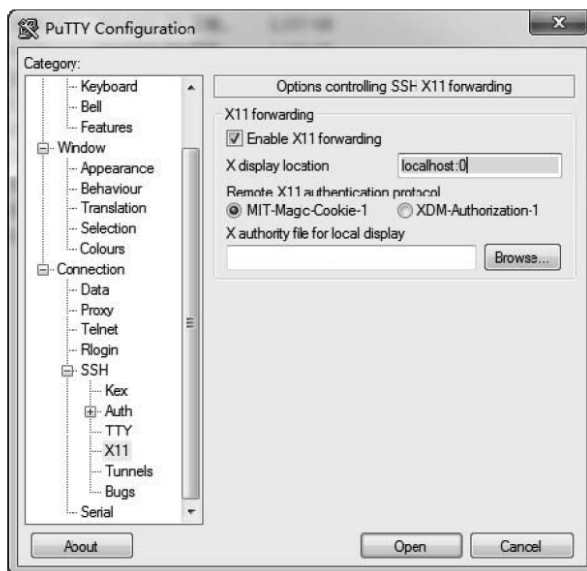 PuTTY Configuration
Category:
Keyboard
Bell
Features
Window
Appearance
Behaviour
Translation
Selection
Colours
Connection
Data
Proxy
Telnet
Rlogin
SSH
Kex
Auth
TTY
X11
Tunnels
Bugs
Serial
Options controlling SSH X11 forwarding
X11 forwarding
Enable X11 forwarding
X display location
localhost:0
Remote X11 authentication protocol
MIT-Magic-Cookie-1 XDM-Authorization-1
X authority file for local display
Browse...
About Open Cancel